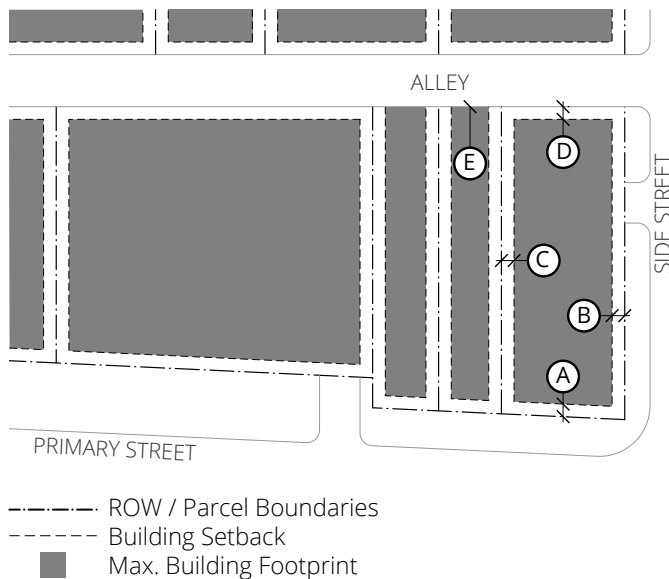 ALLEY
E
D
SIDE STREET
C
B
A
PRIMARY STREET
ROW / Parcel Boundaries
Building Setback
Max. Building Footprint